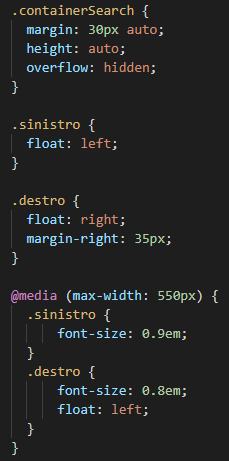 .containerSearch {
margin: 30px auto;
height: auto;
overflow: hidden;
}
.sinistro {
float: left;
}
.destro {
float: right;
margin-right: 35px;
}
@media (max-width: 550px) {
.sinistro {
font-size: 0.9em;
}
.destro {
font-size: 0.8em;
float: left;
}
}